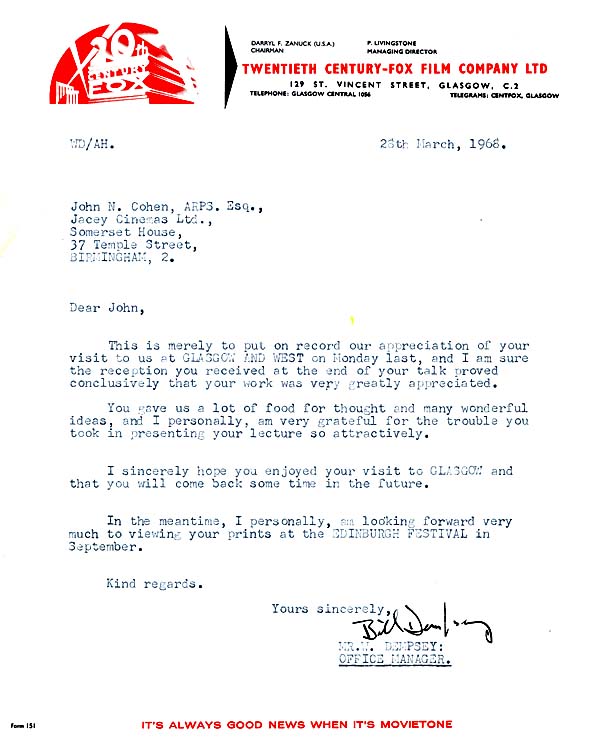 20th
CENTURY
FOX
DARRYL F. ZANUCK (U.S.A.)
CHAIRMAN
P. LIVINGSTONE
MANAGING DIRECTOR
TWENTIETH CENTURY-FOX FILM COMPANY LTD
129 ST. VINCENT STREET, GLASGOW, C.2
TELEPHONE: GLASGOW CENTRAL 1056 TELEGRAMS: CENTFOX, GLASGOW
WD/AH. 28th March, 1968.
John N. Cohen, ARPS. Esq.,
Jacey Cinemas Ltd.,
Somerset House,
37 Temple Street,
BIRMINGHAM, 2.
Dear John,
This is merely to put on record our appreciation of your
visit to us at GLASGOW AND WEST on Monday last, and I am sure
the reception you received at the end of your talk proved
conclusively that your work was very greatly appreciated.
You gave us a lot of food for thought and many wonderful
ideas, and I personally, am very grateful for the trouble you
took in presenting your lecture so attractively.
I sincerely hope you enjoyed your visit to GLASGOW and
that you will come back some time in the future.
In the meantime, I personally, am looking forward very
much to viewing your prints at the EDINBURGH FESTIVAL in
September.
Kind regards.
Yours sincerely,
Bill Dempsey
MR.W. DEMPSEY:
OFFICE MANAGER.
Form 151
IT'S ALWAYS GOOD NEWS WHEN IT'S MOVIETONE